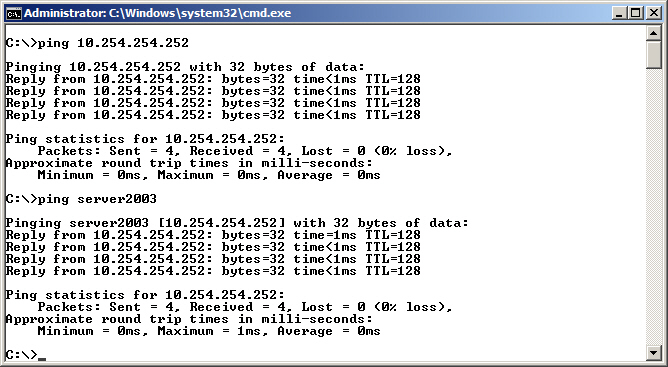 Administrator: C:\Windows\system32\cmd.exe
C:\>ping 10.254.254.252
Pinging 10.254.254.252 with 32 bytes of data:
Reply from 10.254.254.252: bytes=32 time<1ms TTL=128
Reply from 10.254.254.252: bytes=32 time<1ms TTL=128
Reply from 10.254.254.252: bytes=32 time<1ms TTL=128
Reply from 10.254.254.252: bytes=32 time<1ms TTL=128
Ping statistics for 10.254.254.252:
    Packets: Sent = 4, Received = 4, Lost = 0 (0% loss),
Approximate round trip times in milli-seconds:
    Minimum = 0ms, Maximum = 0ms, Average = 0ms
C:\>ping server2003
Pinging server2003 [10.254.254.252] with 32 bytes of data:
Reply from 10.254.254.252: bytes=32 time=1ms TTL=128
Reply from 10.254.254.252: bytes=32 time<1ms TTL=128
Reply from 10.254.254.252: bytes=32 time<1ms TTL=128
Reply from 10.254.254.252: bytes=32 time<1ms TTL=128
Ping statistics for 10.254.254.252:
    Packets: Sent = 4, Received = 4, Lost = 0 (0% loss),
Approximate round trip times in milli-seconds:
    Minimum = 0ms, Maximum = 1ms, Average = 0ms
C:\>_